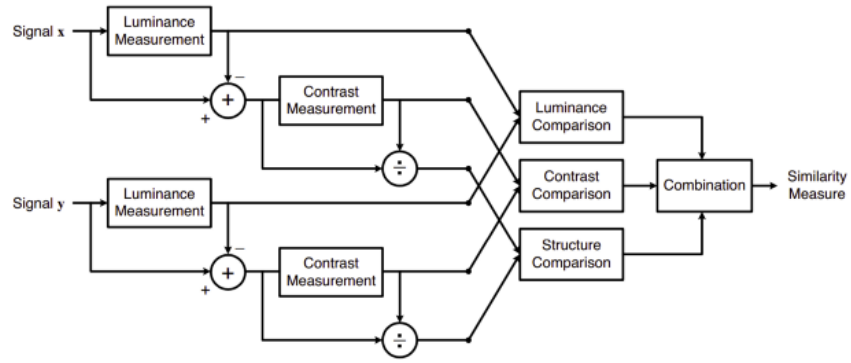 Signal x
Luminance
Measurement
−
+
+
Contrast
Measurement
÷
Signal y
Luminance
Measurement
−
+
+
Contrast
Measurement
÷
Luminance
Comparison
Contrast
Comparison
Structure
Comparison
Combination
Similarity
Measure